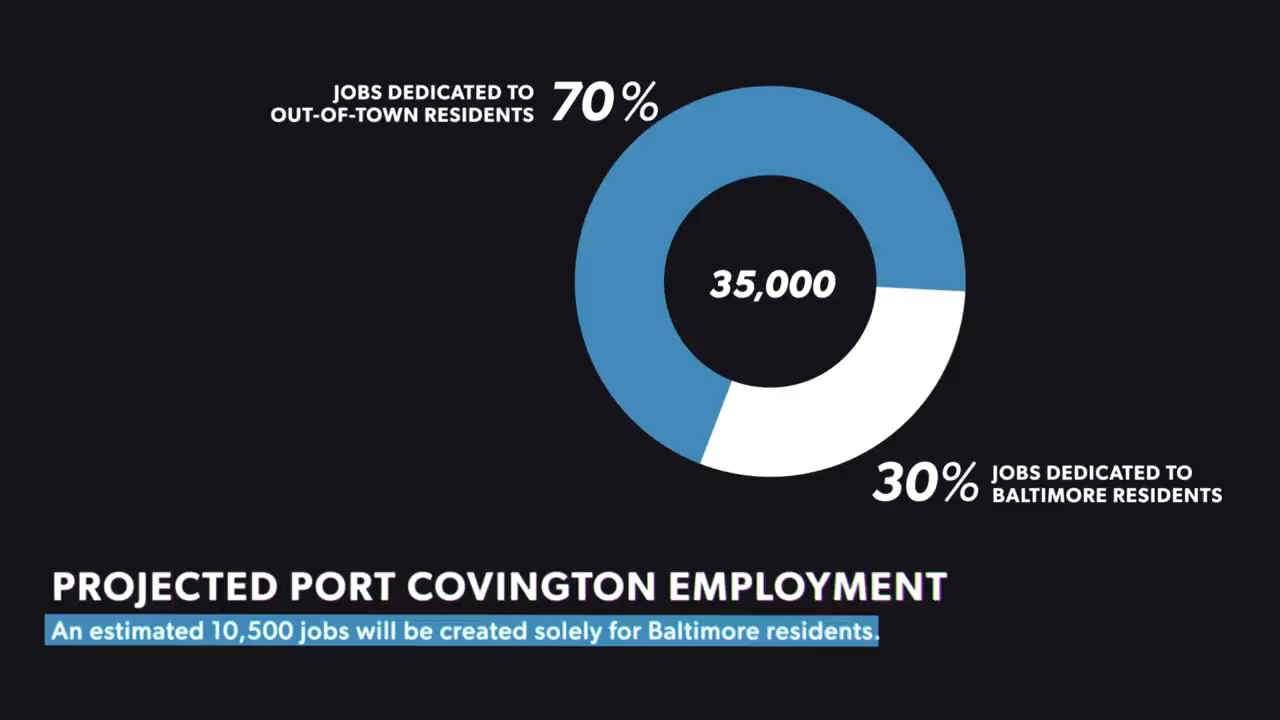 JOBS DEDICATED TO
OUT-OF-TOWN RESIDENTS
70%
35,000
30%
JOBS DEDICATED TO
BALTIMORE RESIDENTS
PROJECTED PORT COVINGTON EMPLOYMENT
An estimated 10,500 jobs will be created solely for Baltimore residents.